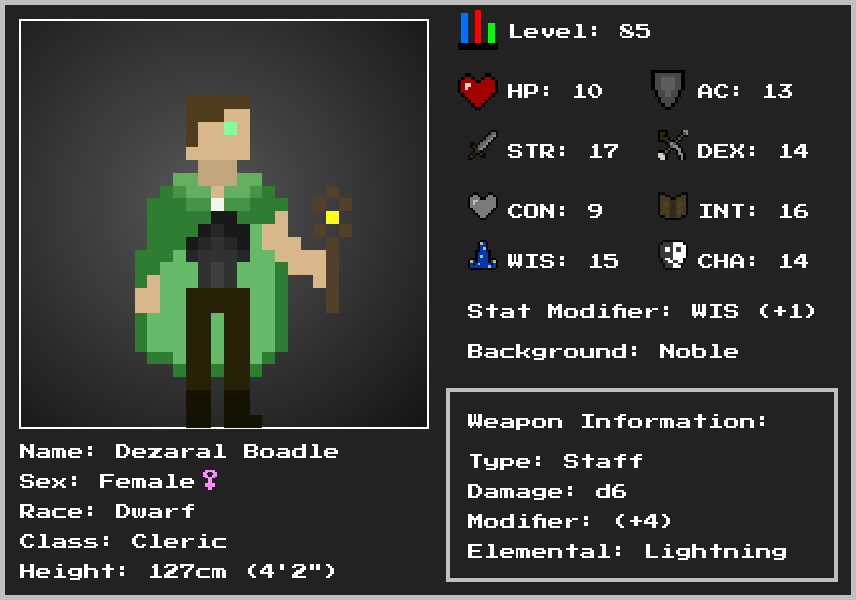 Level: 85
HP: 10 AC: 13
STR: 17 DEX: 14
CON: 9 INT: 16
WIS: 15 CHA: 14
Stat Modifier: WIS (+1)
Background: Noble
Weapon Information:
Type: Staff
Damage: d6
Modifier: (+4)
Elemental: Lightning
Name: Dezaral Boadle
Sex: Female♀
Race: Dwarf
Class: Cleric
Height: 127cm (4'2")